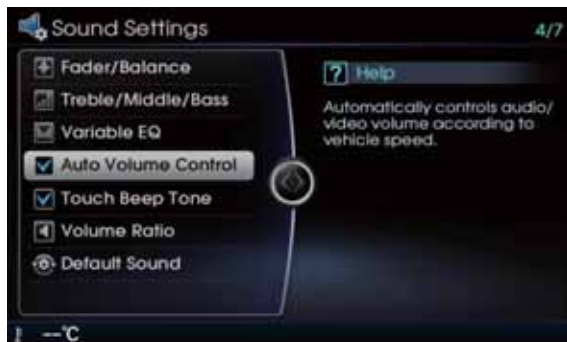 Sound Settings
4/7
Fader/Balance
Treble/Middle/Bass
Variable EQ
Auto Volume Control
Touch Beep Tone
Volume Ratio
Default Sound
? Help
Automatically controls audio/
video volume according to
vehicle speed.
--°C